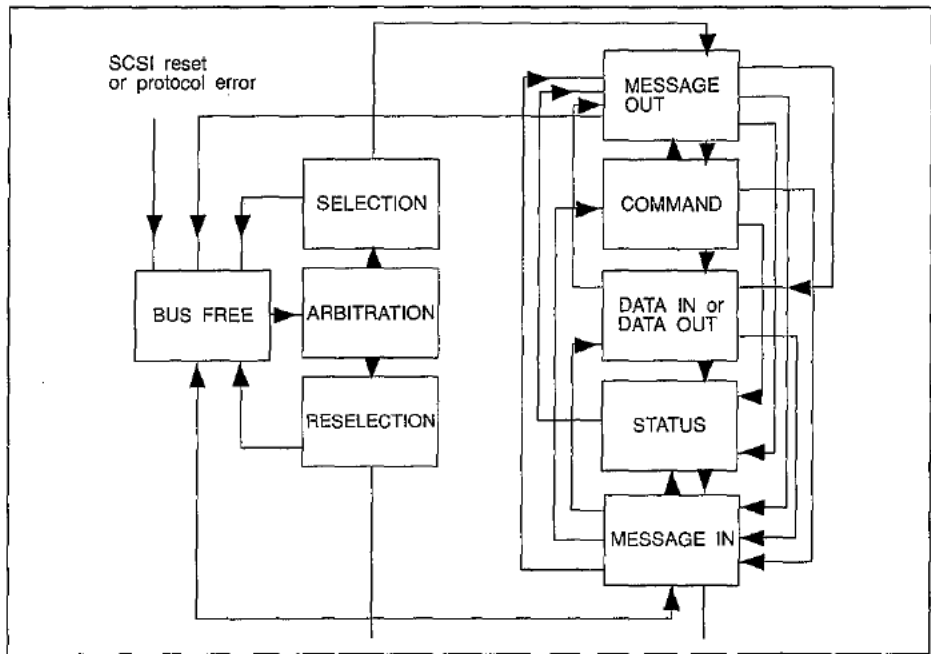 SCSI reset
or protocol error
MESSAGE
OUT
SELECTION
COMMAND
BUS FREE
ARBITRATION
DATA IN or
DATA OUT
RESELECTION
STATUS
MESSAGE IN